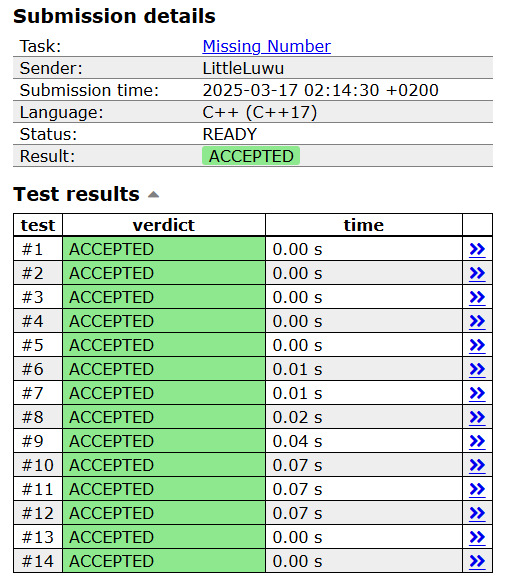 Submission details
Task: Missing Number
Sender: LittleLuwu
Submission time: 2025-03-17 02:14:30 +0200
Language: C++ (C++17)
Status: READY
Result: ACCEPTED
Test results
test verdict time
#1 ACCEPTED 0.00 s
#2 ACCEPTED 0.00 s
#3 ACCEPTED 0.00 s
#4 ACCEPTED 0.00 s
#5 ACCEPTED 0.00 s
#6 ACCEPTED 0.01 s
#7 ACCEPTED 0.01 s
#8 ACCEPTED 0.02 s
#9 ACCEPTED 0.04 s
#10 ACCEPTED 0.07 s
#11 ACCEPTED 0.07 s
#12 ACCEPTED 0.07 s
#13 ACCEPTED 0.00 s
#14 ACCEPTED 0.00 s